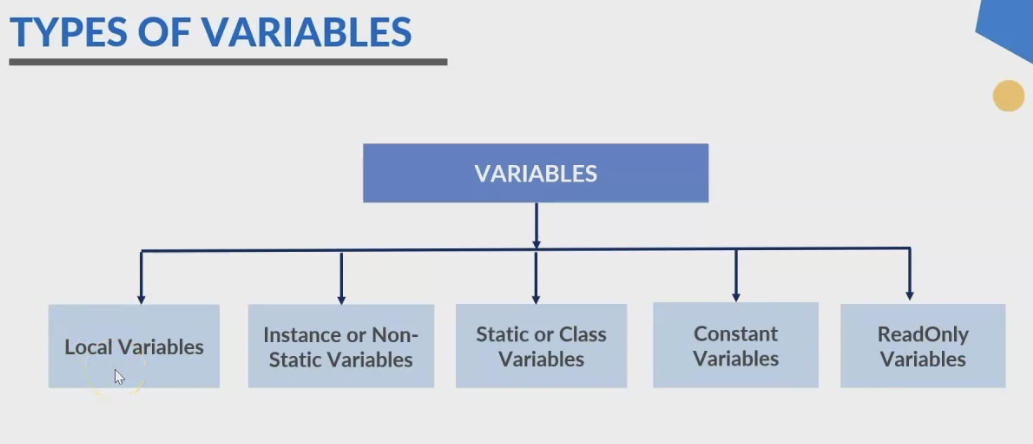 TYPES OF VARIABLES
VARIABLES
Local Variables
Instance or Non-
Static Variables
Static or Class
Variables
Constant
Variables
ReadOnly
Variables